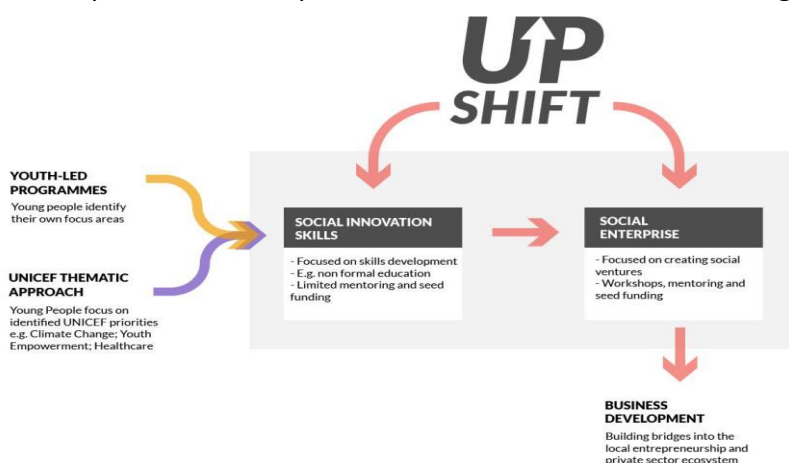 UP
SHIFT
YOUTH-LED
PROGRAMMES
Young people identify
their own focus areas
UNICEF THEMATIC
APPROACH
Young People focus on
identified UNICEF priorities
e.g. Climate Change; Youth
Empowerment; Healthcare
SOCIAL INNOVATION
SKILLS
- Focused on skills development
- E.g. non formal education
- Limited mentoring and seed
funding
SOCIAL
ENTERPRISE
- Focused on creating social
ventures
- Workshops, mentoring and
seed funding
BUSINESS
DEVELOPMENT
Building bridges into the
local entrepreneurship and
private sector ecosystem